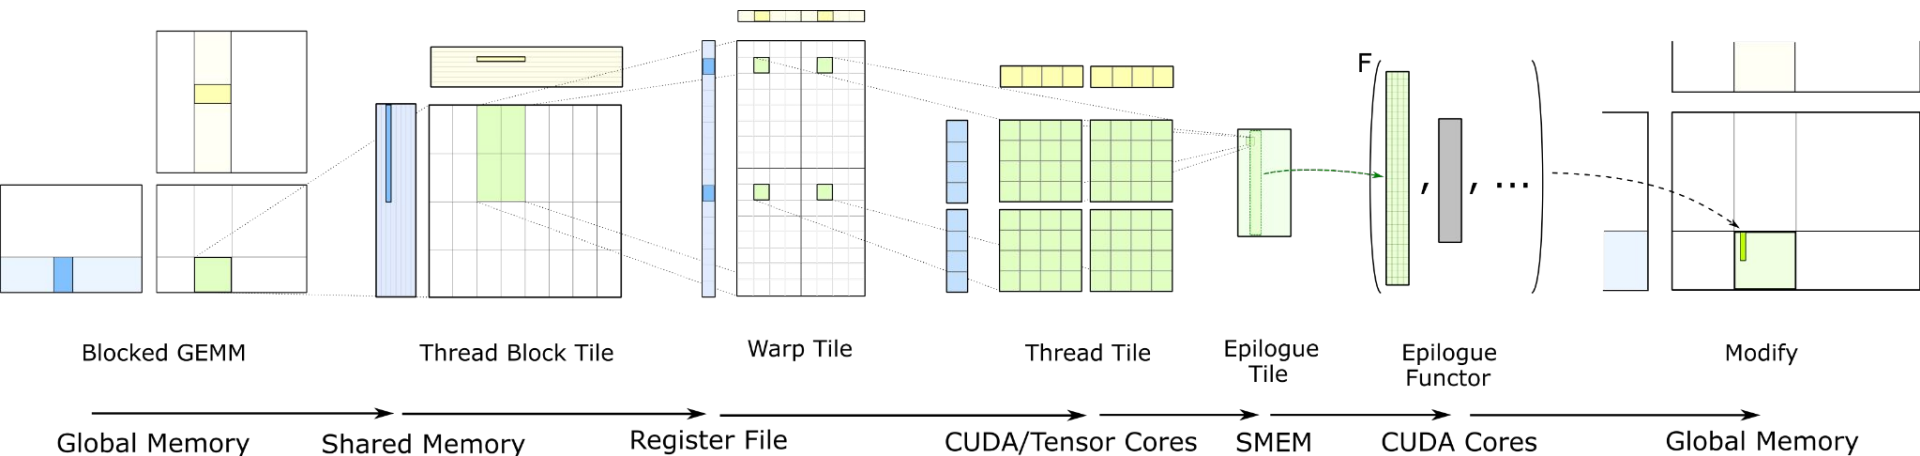 F
, , ...
Blocked GEMM
Thread Block Tile
Warp Tile
Thread Tile
Epilogue
Tile
Epilogue
Functor
Modify
Global Memory
Shared Memory
Register File
CUDA/Tensor Cores
SMEM
CUDA Cores
Global Memory